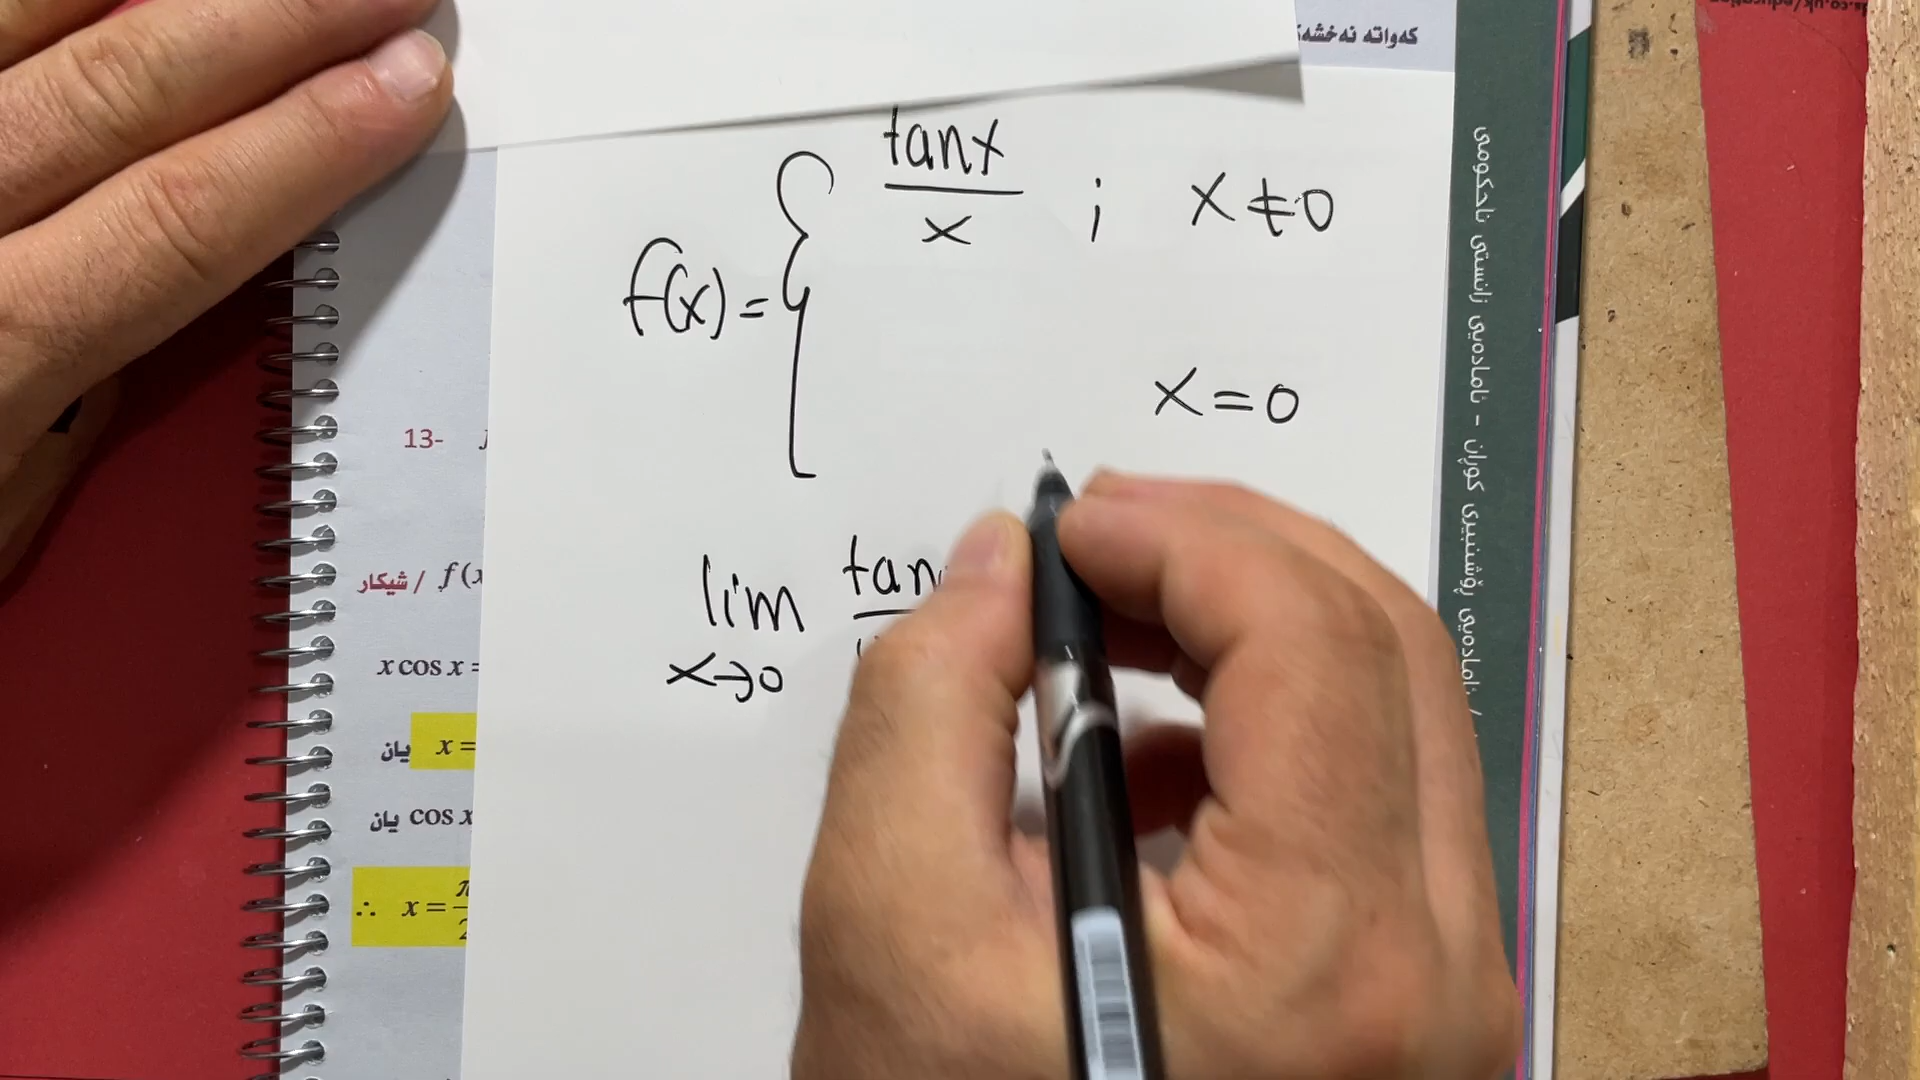 کەواتە نەخشەی
f(x) = { tanx / x ; x ≠ 0
x = 0
lim x→0 tan
13-
شیکار / f(x
x cos x =
یان x =
یان cos x
∴ x = π/2
ئامادەیی ڕۆشنبیری کوڕان - ئامادەیی زانستی ناحکومی